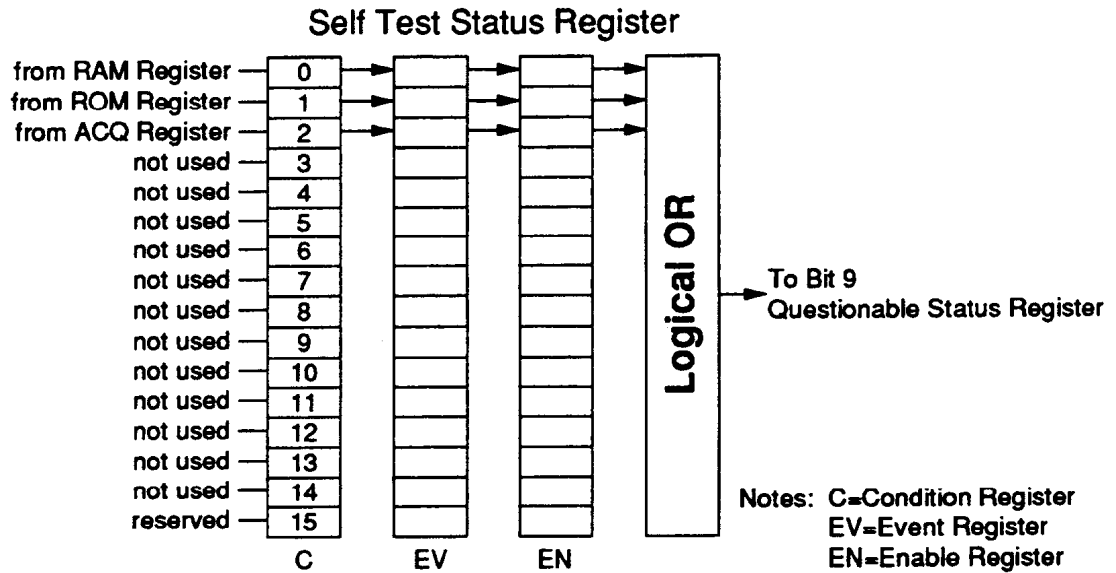 Self Test Status Register
from RAM Register 0
from ROM Register 1
from ACQ Register 2
not used 3
not used 4
not used 5
not used 6
not used 7
not used 8
not used 9
not used 10
not used 11
not used 12
not used 13
not used 14
reserved 15
C EV EN
Logical OR
To Bit 9
Questionable Status Register
Notes: C=Condition Register
EV=Event Register
EN=Enable Register